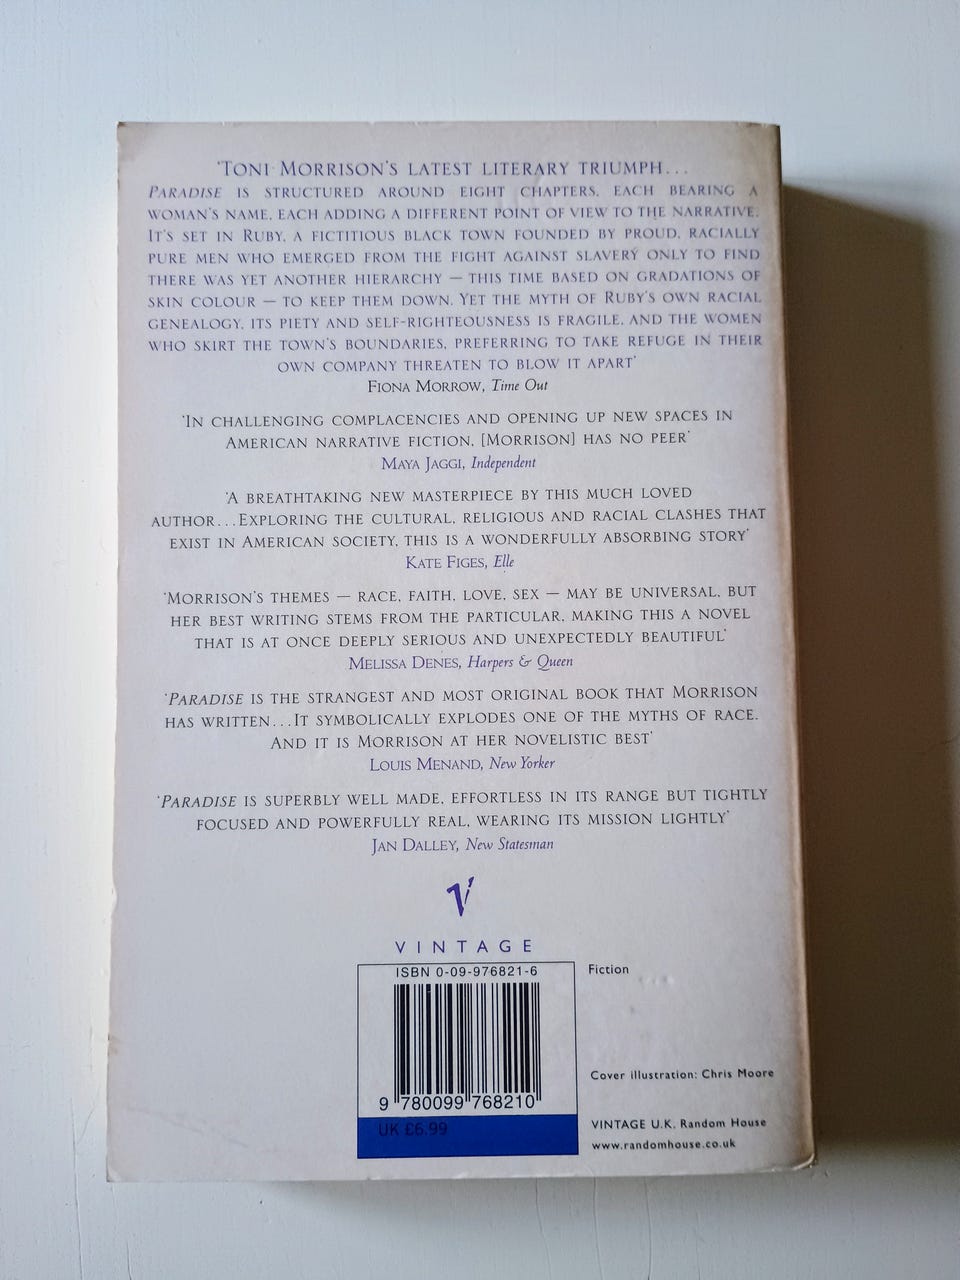 'TONI MORRISON'S LATEST LITERARY TRIUMPH...
PARADISE IS STRUCTURED AROUND EIGHT CHAPTERS, EACH BEARING A
WOMAN'S NAME, EACH ADDING A DIFFERENT POINT OF VIEW TO THE NARRATIVE.
IT'S SET IN RUBY, A FICTITIOUS BLACK TOWN FOUNDED BY PROUD, RACIALLY
PURE MEN WHO EMERGED FROM THE FIGHT AGAINST SLAVERY ONLY TO FIND
THERE WAS YET ANOTHER HIERARCHY – THIS TIME BASED ON GRADATIONS OF
SKIN COLOUR – TO KEEP THEM DOWN. YET THE MYTH OF RUBY'S OWN RACIAL
GENEALOGY, ITS PIETY AND SELF-RIGHTEOUSNESS IS FRAGILE, AND THE WOMEN
WHO SKIRT THE TOWN'S BOUNDARIES, PREFERRING TO TAKE REFUGE IN THEIR
OWN COMPANY THREATEN TO BLOW IT APART'
FIONA MORROW, Time Out
'IN CHALLENGING COMPLACENCIES AND OPENING UP NEW SPACES IN
AMERICAN NARRATIVE FICTION, [MORRISON] HAS NO PEER'
MAYA JAGGI, Independent
'A BREATHTAKING NEW MASTERPIECE BY THIS MUCH LOVED
AUTHOR...EXPLORING THE CULTURAL, RELIGIOUS AND RACIAL CLASHES THAT
EXIST IN AMERICAN SOCIETY, THIS IS A WONDERFULLY ABSORBING STORY'
KATE FIGES, Elle
'MORRISON'S THEMES – RACE, FAITH, LOVE, SEX – MAY BE UNIVERSAL, BUT
HER BEST WRITING STEMS FROM THE PARTICULAR, MAKING THIS A NOVEL
THAT IS AT ONCE DEEPLY SERIOUS AND UNEXPECTEDLY BEAUTIFUL'
MELISSA DENES, Harpers & Queen
'PARADISE IS THE STRANGEST AND MOST ORIGINAL BOOK THAT MORRISON
HAS WRITTEN...IT SYMBOLICALLY EXPLODES ONE OF THE MYTHS OF RACE.
AND IT IS MORRISON AT HER NOVELISTIC BEST'
LOUIS MENAND, New Yorker
'PARADISE IS SUPERBLY WELL MADE, EFFORTLESS IN ITS RANGE BUT TIGHTLY
FOCUSED AND POWERFULLY REAL, WEARING ITS MISSION LIGHTLY'
JAN DALLEY, New Statesman
V
VINTAGE
ISBN 0-09-976821-6
9 780099 768210
UK £6.99
Fiction
Cover illustration: Chris Moore
VINTAGE U.K. Random House
www.randomhouse.co.uk